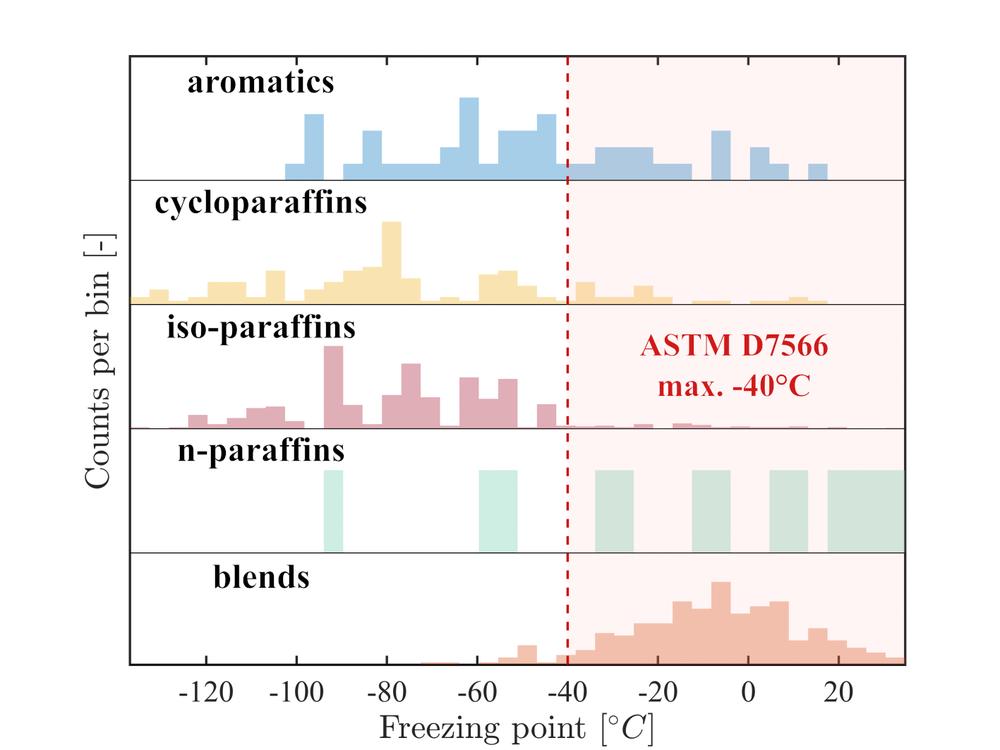 aromatics
cycloparaffins
iso-paraffins
ASTM D7566
max. -40°C
n-paraffins
blends
Counts per bin [-]
-120 -100 -80 -60 -40 -20 0 20
Freezing point [°C]